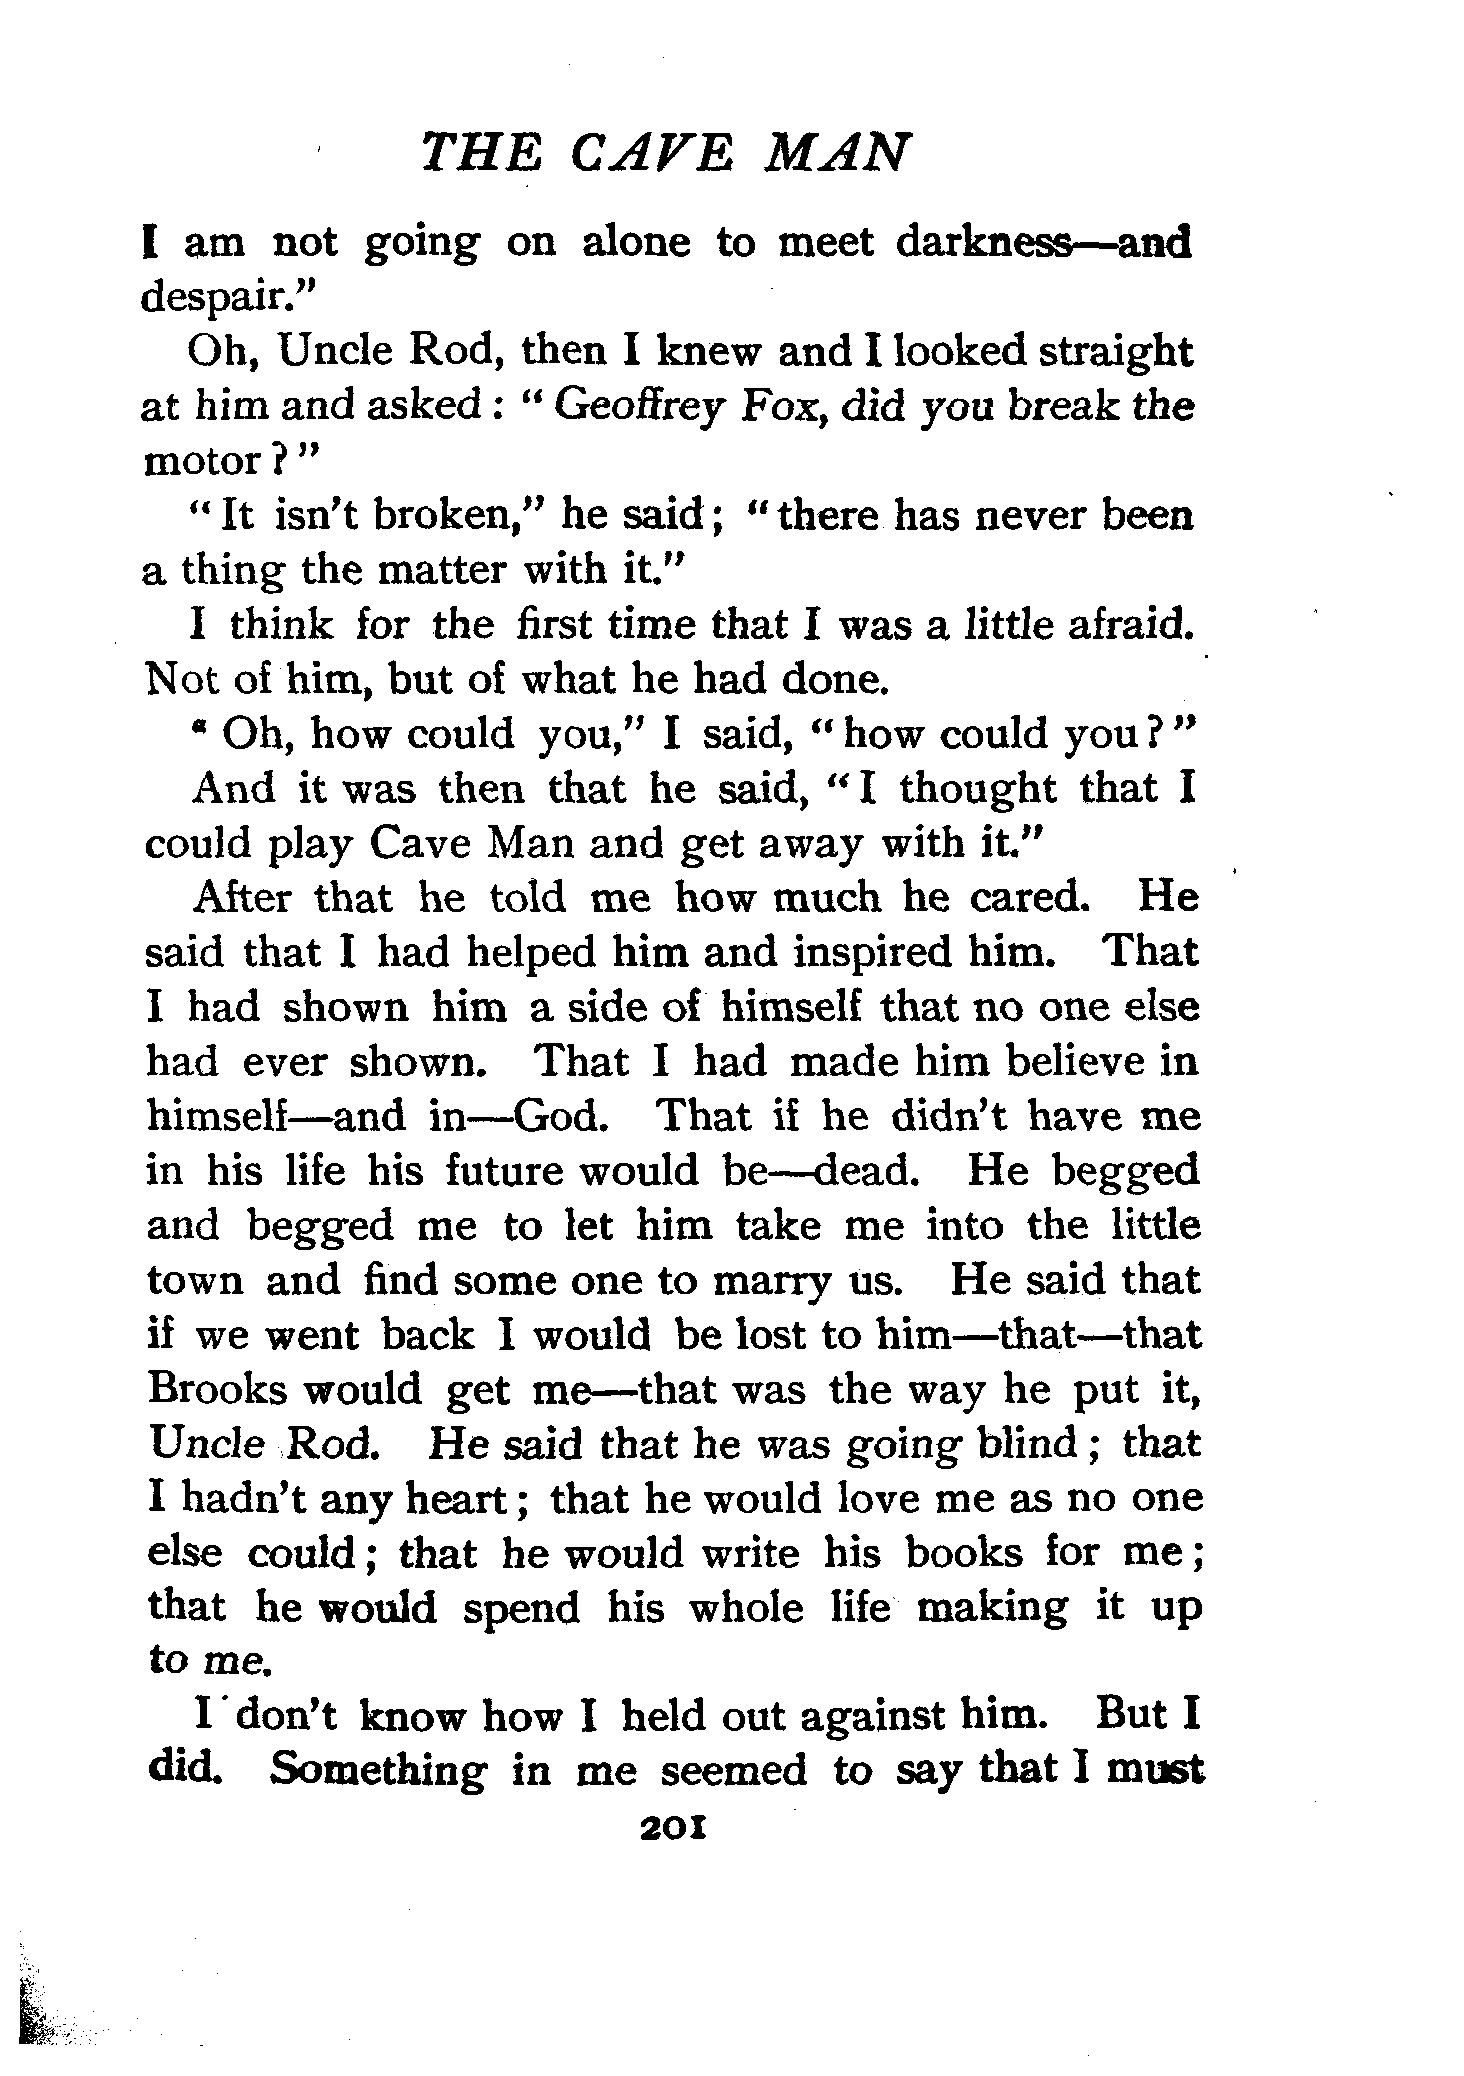 THE CAVE MAN
I am not going on alone to meet darkness—and
despair."
Oh, Uncle Rod, then I knew and I looked straight
at him and asked : " Geoffrey Fox, did you break the
motor ? "
" It isn't broken," he said ; " there has never been
a thing the matter with it."
I think for the first time that I was a little afraid.
Not of him, but of what he had done.
" Oh, how could you," I said, " how could you ? "
And it was then that he said, " I thought that I
could play Cave Man and get away with it."
After that he told me how much he cared. He
said that I had helped him and inspired him. That
I had shown him a side of himself that no one else
had ever shown. That I had made him believe in
himself—and in—God. That if he didn't have me
in his life his future would be—dead. He begged
and begged me to let him take me into the little
town and find some one to marry us. He said that
if we went back I would be lost to him—that—that
Brooks would get me—that was the way he put it,
Uncle Rod. He said that he was going blind ; that
I hadn't any heart ; that he would love me as no one
else could ; that he would write his books for me ;
that he would spend his whole life making it up
to me.
I don't know how I held out against him. But I
did. Something in me seemed to say that I must
201